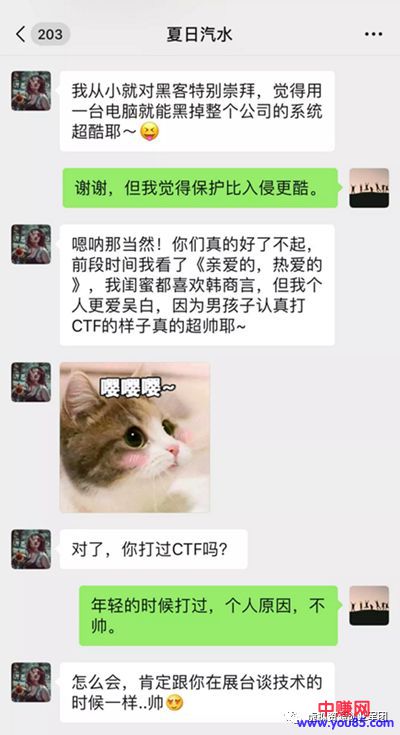 203
夏日汽水
我从小就对黑客特别崇拜，觉得用
一台电脑就能黑掉整个公司的系统
超酷耶～
谢谢，但我觉得保护比入侵更酷。
嗯呐那当然！你们真的好了不起，
前段时间我看了《亲爱的，热爱的
》，我闺蜜都喜欢韩商言，但我个
人更爱吴白，因为男孩子认真打
CTF的样子真的超帅耶~
嘤嘤嘤~
对了，你打过CTF吗？
年轻的时候打过，个人原因，不
帅。
怎么会，肯定跟你在展台谈技术的
时候一样..帅
中赚网
www.you85.com